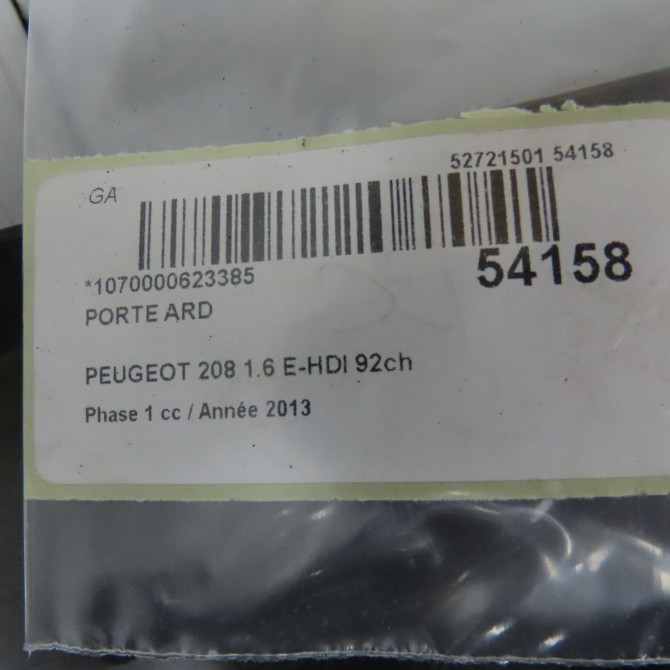 52721501 54158
GA
54158
*1070000623385
PORTE ARD
PEUGEOT 208 1.6 E-HDI 92ch
Phase 1 cc / Année 2013